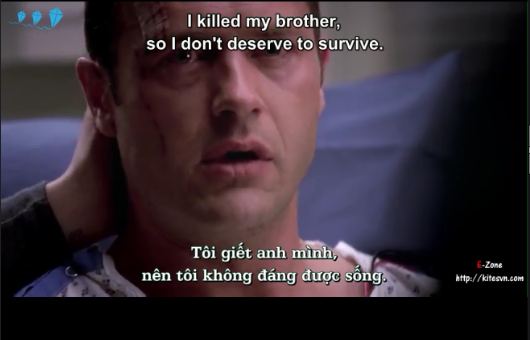 I killed my brother,
so I don't deserve to survive.
Tôi giết anh mình,
nên tôi không đáng được sống.
E-Zone
http://kitesvn.com